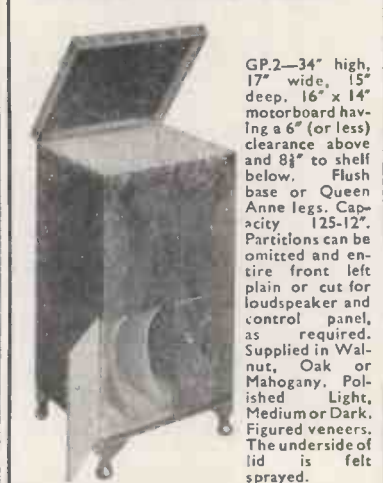 GP.2—34″ high,
17″ wide, 15″
deep. 16″ x 14″
motorboard hav-
ing a 6″ (or less)
clearance above
and 8¾″ to shelf
below. Flush
base or Queen
Anne legs. Cap-
acity 125-12″.
Partitions can be
omitted and en-
tire front left
plain or cut for
loudspeaker and
control panel,
as required.
Supplied in Wal-
nut, Oak or
Mahogany. Pol-
ished Light,
Medium or Dark.
Figured veneers.
The underside of
lid is felt
sprayed.